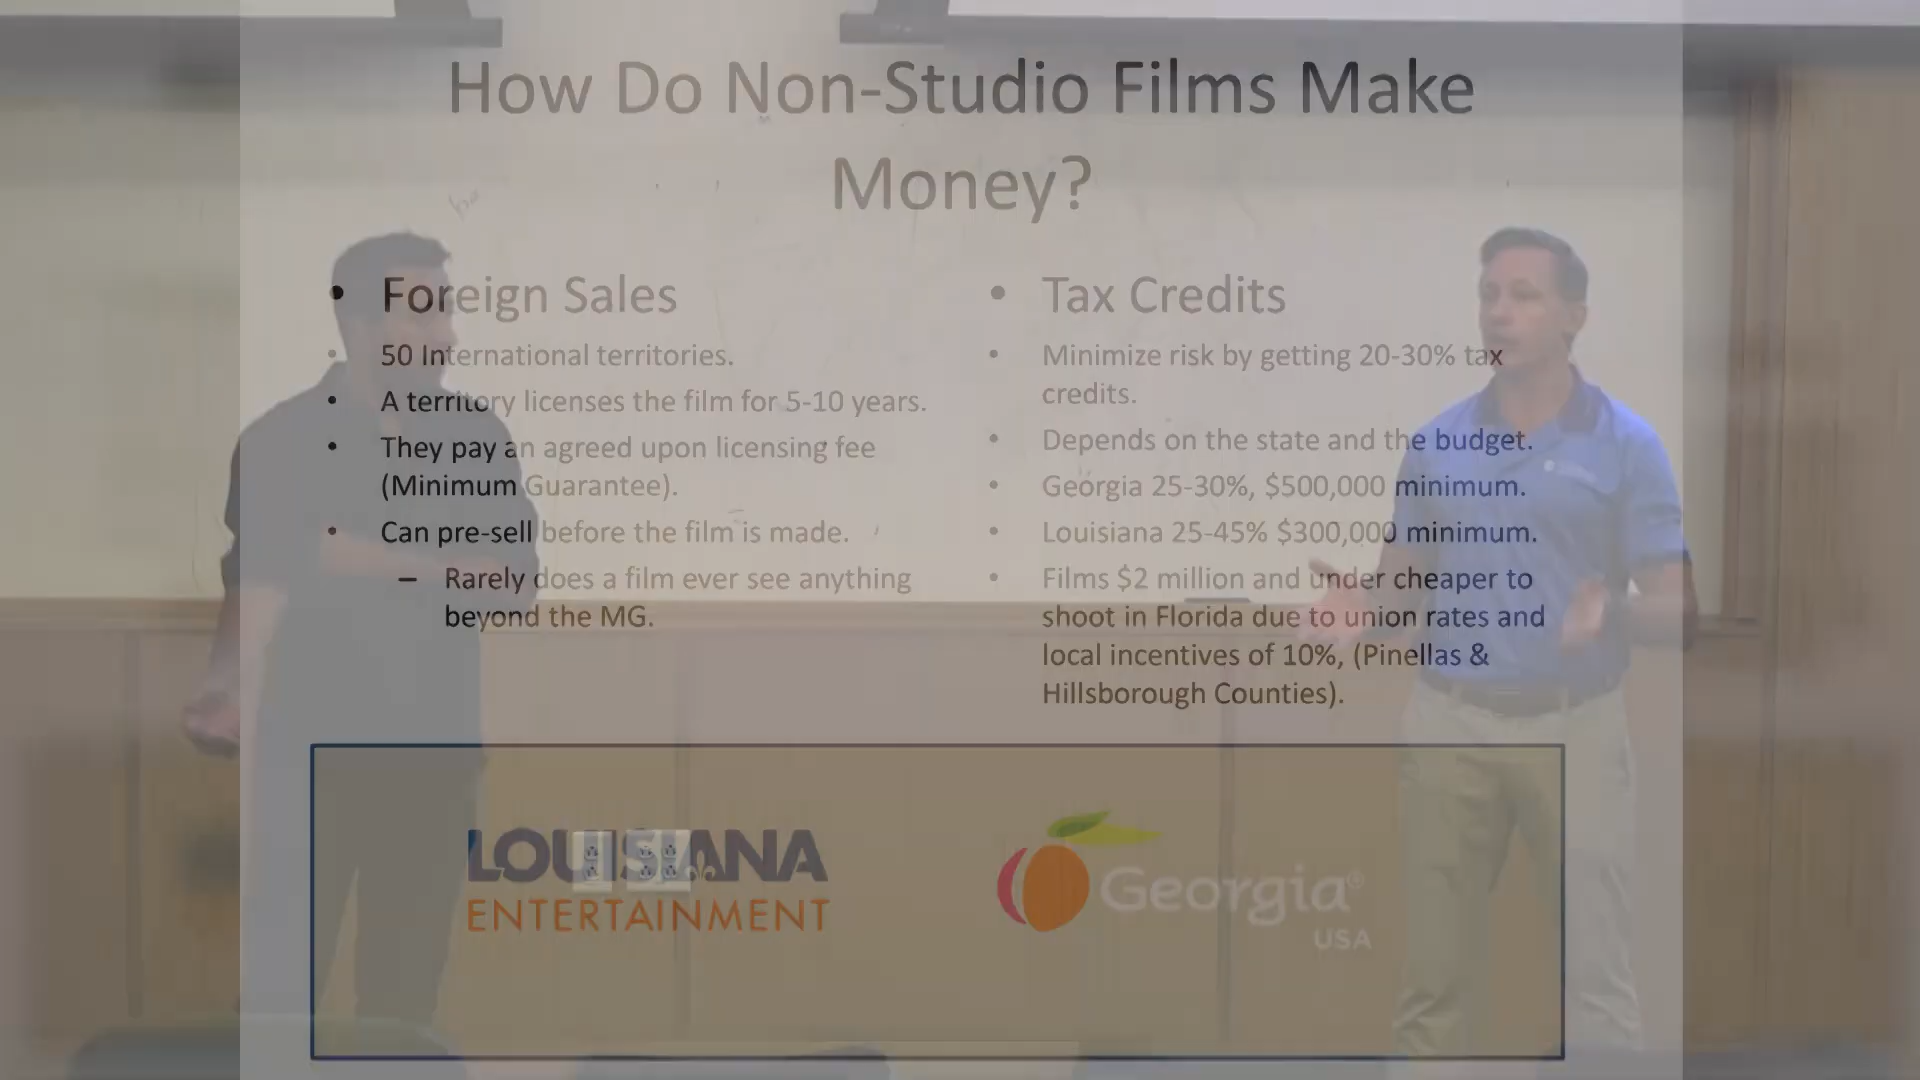 How Do Non-Studio Films Make
Money?
• Foreign Sales
• 50 International territories.
• A territory licenses the film for 5-10 years.
• They pay an agreed upon licensing fee
(Minimum Guarantee).
• Can pre-sell before the film is made.
– Rarely does a film ever see anything
beyond the MG.
• Tax Credits
• Minimize risk by getting 20-30% tax
credits.
• Depends on the state and the budget.
• Georgia 25-30%, $500,000 minimum.
• Louisiana 25-45% $300,000 minimum.
• Films $2 million and under cheaper to
shoot in Florida due to union rates and
local incentives of 10%, (Pinellas &
Hillsborough Counties).
LOUISIANA
ENTERTAINMENT
Georgia®
USA